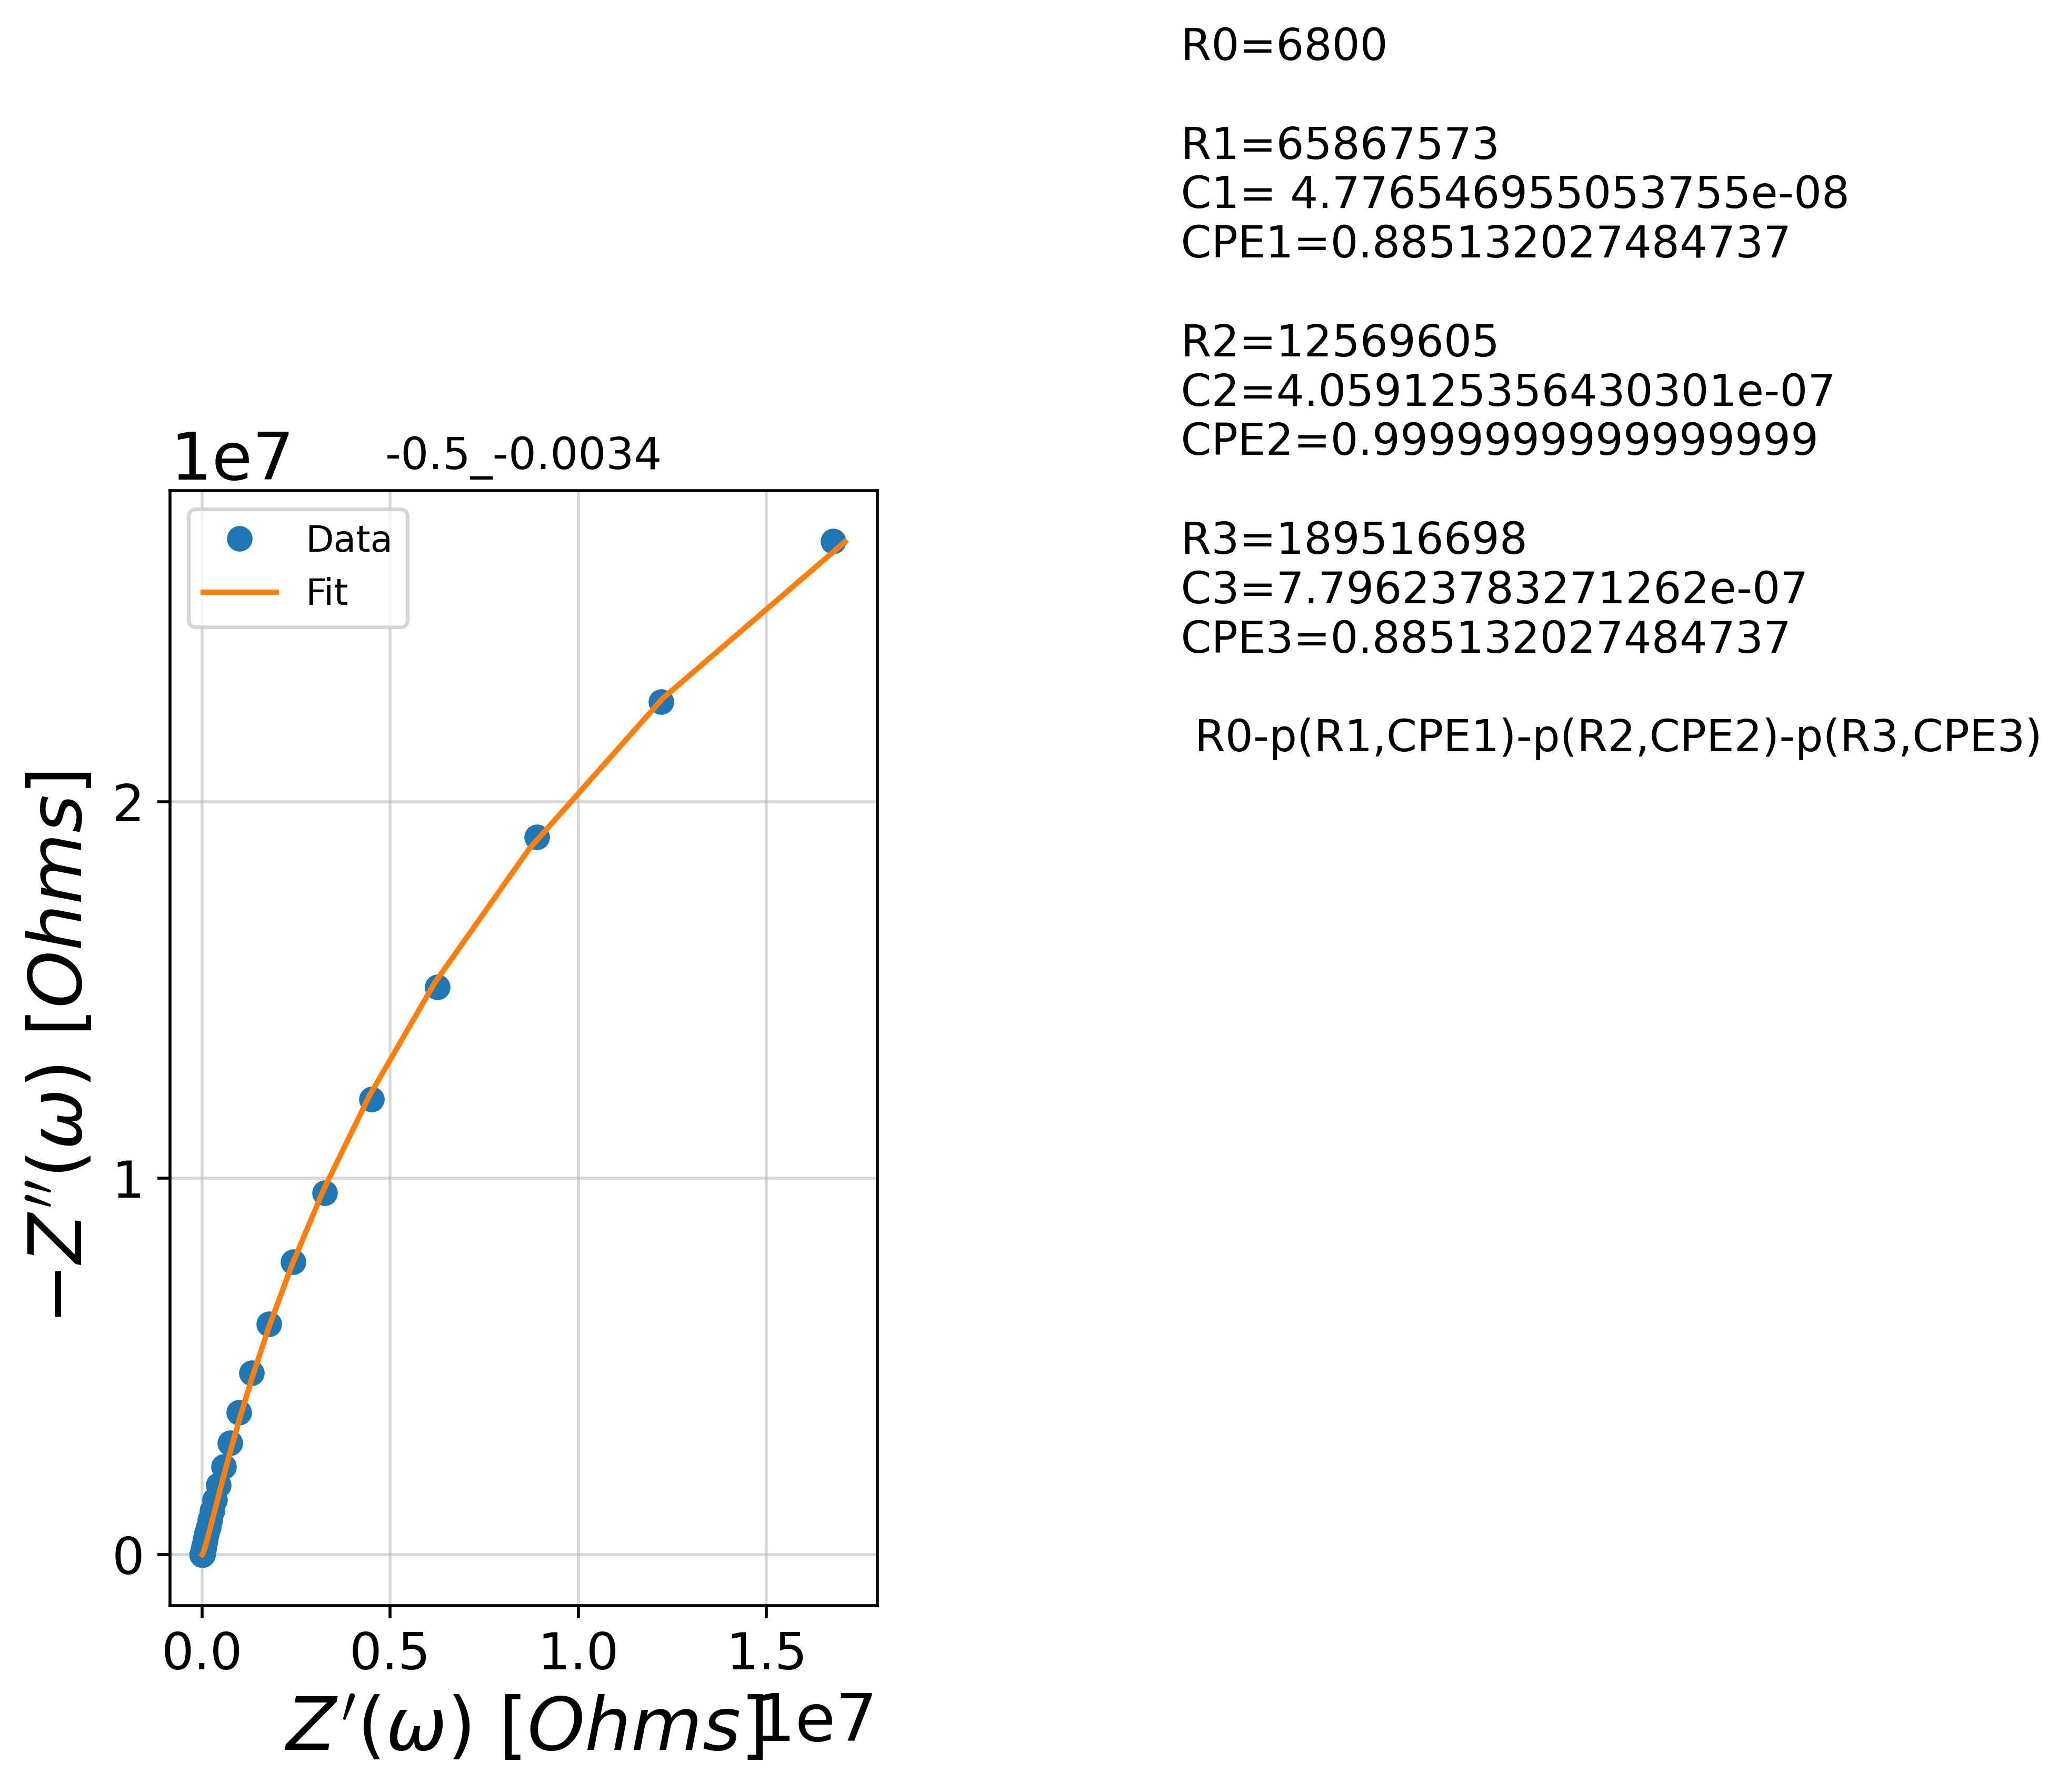 R0=6800
R1=65867573
C1= 4.776546955053755e-08
CPE1=0.885132027484737
R2=12569605
C2=4.059125356430301e-07
CPE2=0.9999999999999999
R3=189516698
C3=7.79623783271262e-07
CPE3=0.885132027484737
R0-p(R1,CPE1)-p(R2,CPE2)-p(R3,CPE3)
1e7
-0.5_-0.0034
Data
Fit
2
1
0
−Z′′(ω) [Ohms]
0.0 0.5 1.0 1.5
Z′(ω) [Ohms]
1e7